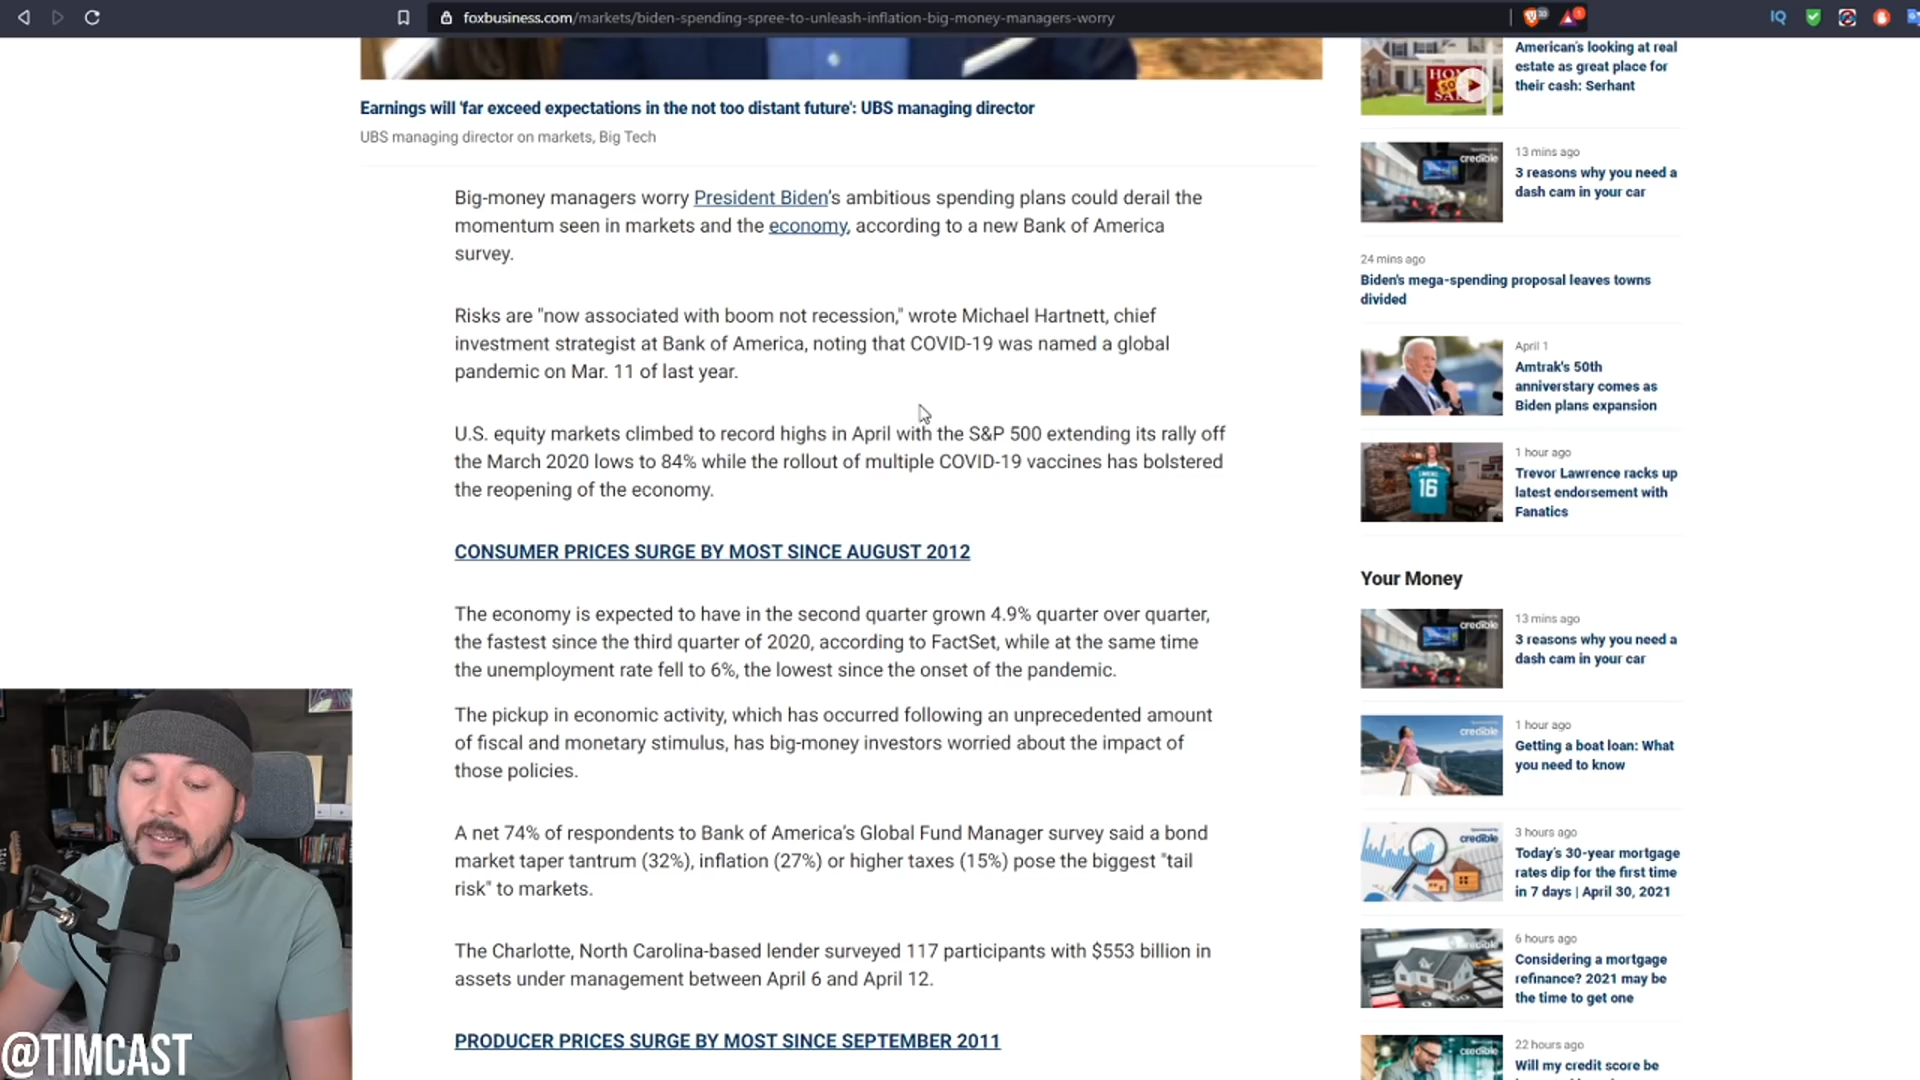 foxbusiness.com/markets/biden-spending-spree-to-unleash-inflation-big-money-managers-worry
IQ
Earnings will 'far exceed expectations in the not too distant future': UBS managing director
UBS managing director on markets, Big Tech
Big-money managers worry President Biden's ambitious spending plans could derail the
momentum seen in markets and the economy, according to a new Bank of America
survey.
Risks are "now associated with boom not recession," wrote Michael Hartnett, chief
investment strategist at Bank of America, noting that COVID-19 was named a global
pandemic on Mar. 11 of last year.
U.S. equity markets climbed to record highs in April with the S&P 500 extending its rally off
the March 2020 lows to 84% while the rollout of multiple COVID-19 vaccines has bolstered
the reopening of the economy.
CONSUMER PRICES SURGE BY MOST SINCE AUGUST 2012
The economy is expected to have in the second quarter grown 4.9% quarter over quarter,
the fastest since the third quarter of 2020, according to FactSet, while at the same time
the unemployment rate fell to 6%, the lowest since the onset of the pandemic.
The pickup in economic activity, which has occurred following an unprecedented amount
of fiscal and monetary stimulus, has big-money investors worried about the impact of
those policies.
A net 74% of respondents to Bank of America's Global Fund Manager survey said a bond
market taper tantrum (32%), inflation (27%) or higher taxes (15%) pose the biggest "tail
risk" to markets.
The Charlotte, North Carolina-based lender surveyed 117 participants with $553 billion in
assets under management between April 6 and April 12.
PRODUCER PRICES SURGE BY MOST SINCE SEPTEMBER 2011
American's looking at real
estate as great place for
their cash: Serhant
credible
13 mins ago
3 reasons why you need a
dash cam in your car
24 mins ago
Biden's mega-spending proposal leaves towns
divided
April 1
Amtrak's 50th
anniverstary comes as
Biden plans expansion
16
1 hour ago
Trevor Lawrence racks up
latest endorsement with
Fanatics
Your Money
credible
13 mins ago
3 reasons why you need a
dash cam in your car
credible
1 hour ago
Getting a boat loan: What
you need to know
credible
3 hours ago
Today's 30-year mortgage
rates dip for the first time
in 7 days | April 30, 2021
credible
6 hours ago
Considering a mortgage
refinance? 2021 may be
the time to get one
credible
22 hours ago
Will my credit score be
@TIMCAST